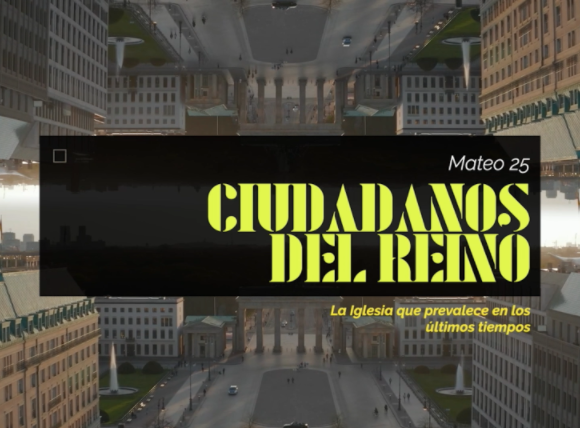 Mateo 25
CIUDADANOS
DEL REINO
La Iglesia que prevalece en los
últimos tiempos